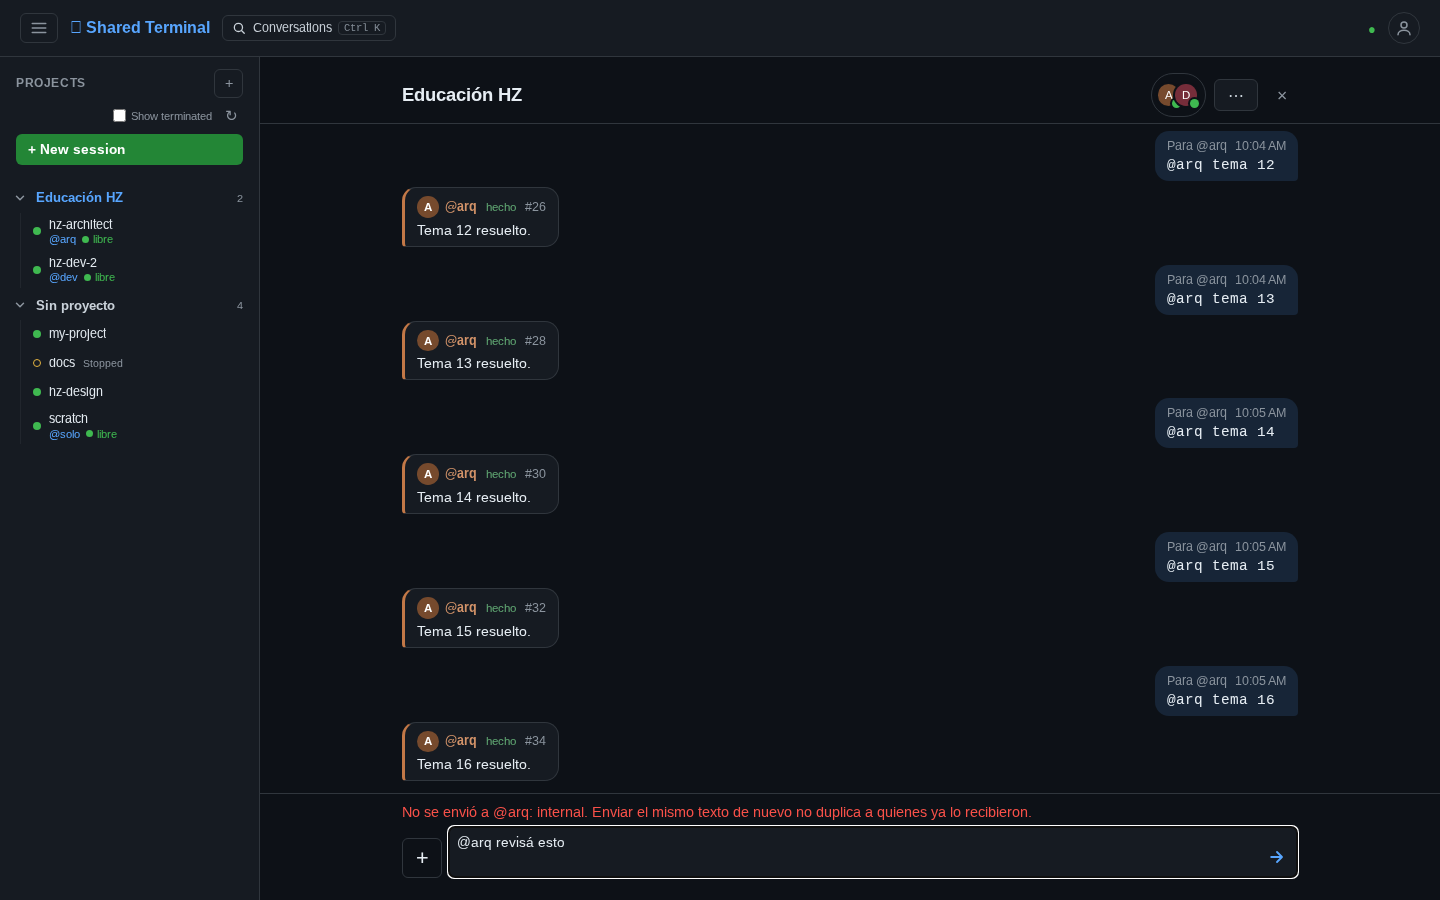 Shared Terminal
Conversations Ctrl K
PROJECTS
+
Show terminated ↻
+ New session
Educación HZ 2
hz-architect
@arq libre
hz-dev-2
@dev libre
Sin proyecto 4
my-project
docs Stopped
hz-design
scratch
@solo libre
Educación HZ
A D ⋯ ×
Para @arq 10:04 AM
@arq tema 12
A @arq hecho #26
Tema 12 resuelto.
Para @arq 10:04 AM
@arq tema 13
A @arq hecho #28
Tema 13 resuelto.
Para @arq 10:05 AM
@arq tema 14
A @arq hecho #30
Tema 14 resuelto.
Para @arq 10:05 AM
@arq tema 15
A @arq hecho #32
Tema 15 resuelto.
Para @arq 10:05 AM
@arq tema 16
A @arq hecho #34
Tema 16 resuelto.
No se envió a @arq: internal. Enviar el mismo texto de nuevo no duplica a quienes ya lo recibieron.
+ @arq revisá esto